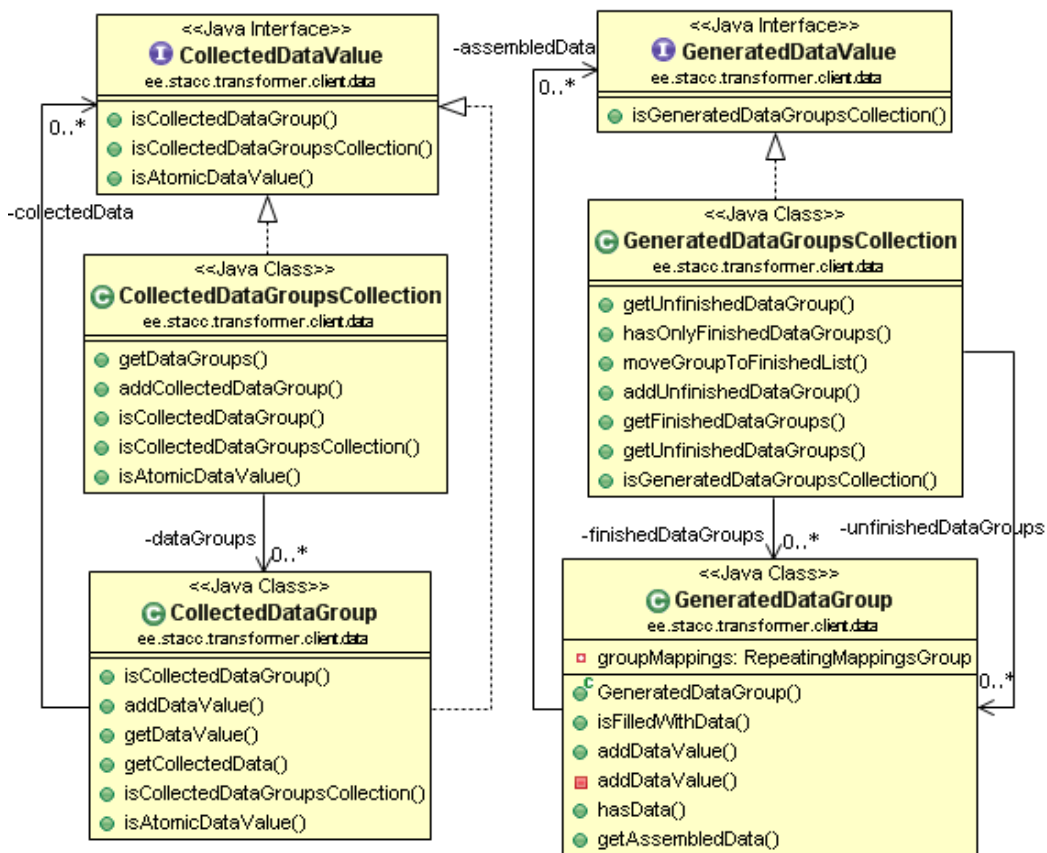 <<Java Interface>>
I CollectedDataValue
ee.stacc.transformer.client.data
isCollectedDataGroup()
isCollectedDataGroupsCollection()
isAtomicDataValue()
0..*
-collectedData
<<Java Class>>
C CollectedDataGroupsCollection
ee.stacc.transformer.client.data
getDataGroups()
addCollectedDataGroup()
isCollectedDataGroup()
isCollectedDataGroupsCollection()
isAtomicDataValue()
-dataGroups
0..*
<<Java Class>>
C CollectedDataGroup
ee.stacc.transformer.client.data
isCollectedDataGroup()
addDataValue()
getDataValue()
getCollectedData()
isCollectedDataGroupsCollection()
isAtomicDataValue()
-assembledData
0..*
<<Java Interface>>
I GeneratedDataValue
ee.stacc.transformer.client.data
isGeneratedDataGroupsCollection()
<<Java Class>>
C GeneratedDataGroupsCollection
ee.stacc.transformer.client.data
getUnfinishedDataGroup()
hasOnlyFinishedDataGroups()
moveGroupToFinishedList()
addUnfinishedDataGroup()
getFinishedDataGroups()
getUnfinishedDataGroups()
isGeneratedDataGroupsCollection()
-finishedDataGroups
0..*
-unfinishedDataGroups
0..*
<<Java Class>>
C GeneratedDataGroup
ee.stacc.transformer.client.data
groupMappings: RepeatingMappingsGroup
C GeneratedDataGroup()
isFilledWithData()
addDataValue()
addDataValue()
hasData()
getAssembledData()